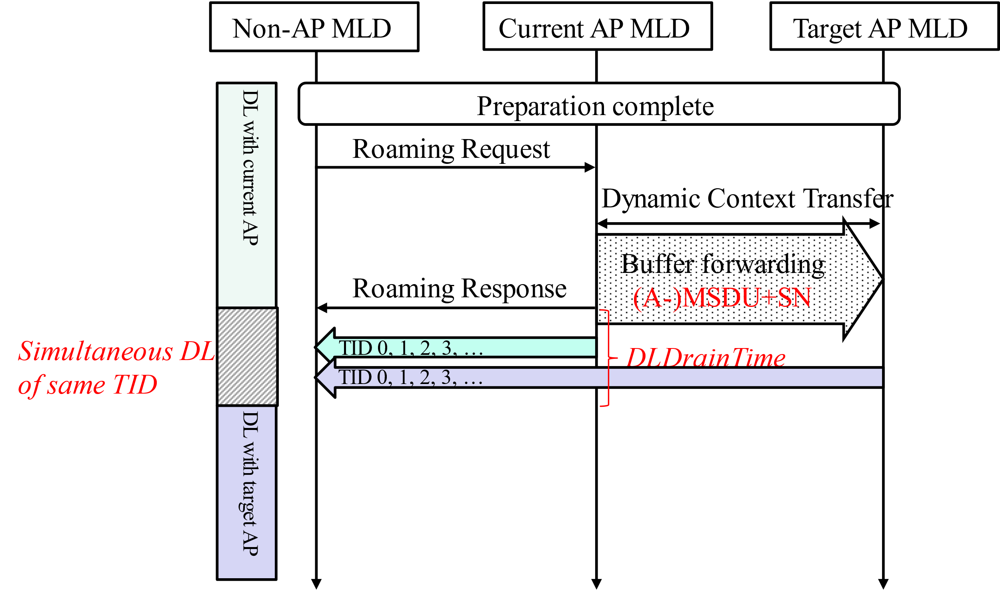 Non-AP MLD
Current AP MLD
Target AP MLD
DL with current AP
Preparation complete
Roaming Request
Dynamic Context Transfer
Buffer forwarding
(A-)MSDU+SN
Roaming Response
Simultaneous DL
of same TID
TID 0, 1, 2, 3, …
DLDrainTime
TID 0, 1, 2, 3, …
DL with target AP